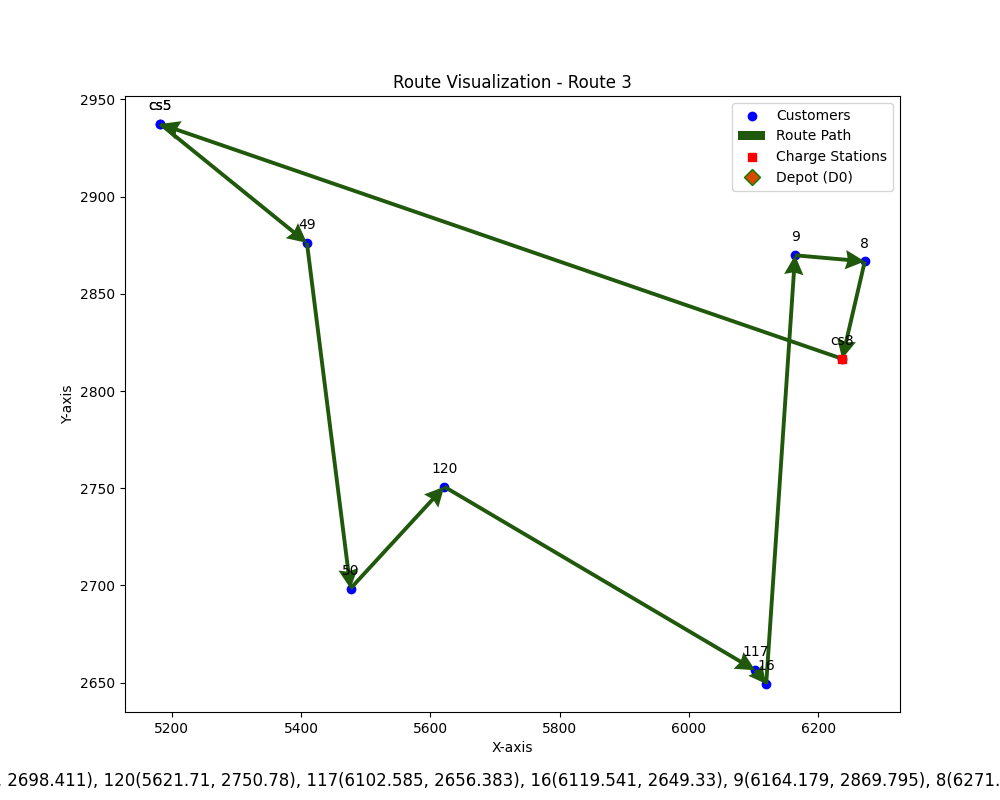 Route Visualization - Route 3
2950
2900
2850
2800
2750
2700
2650
Y-axis
cs5
49
50
120
117
16
9
8
cs8
Customers
Route Path
Charge Stations
Depot (D0)
5200 5400 5600 5800 6000 6200
X-axis
, 2698.411), 120(5621.71, 2750.78), 117(6102.585, 2656.383), 16(6119.541, 2649.33), 9(6164.179, 2869.795), 8(6271.